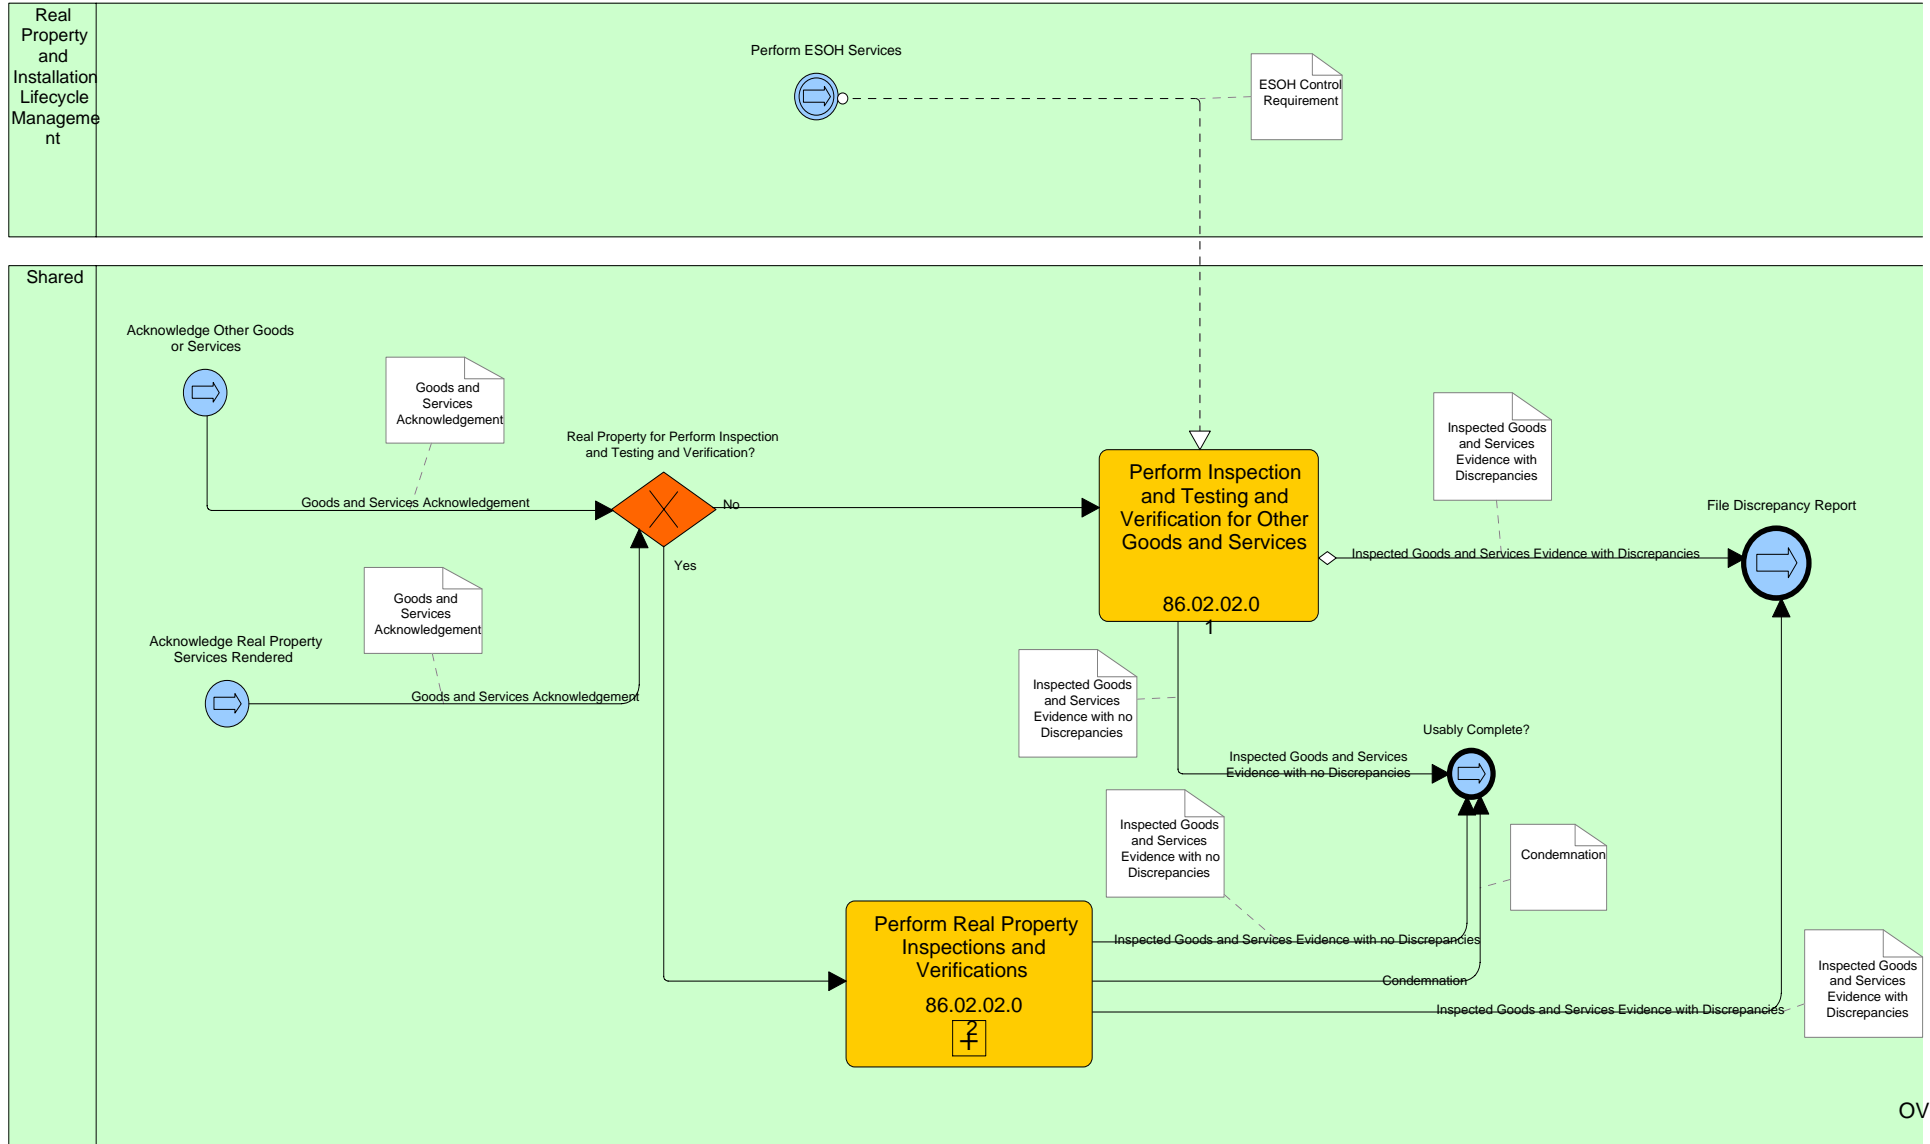 Real
Property
and
Installation
Lifecycle
Manageme
nt
Perform ESOH Services
ESOH Control
Requirement
Shared
Acknowledge Other Goods
or Services
Goods and
Services
Acknowledgement
Goods and Services Acknowledgement
Real Property for Perform Inspection
and Testing and Verification?
No
Yes
Goods and
Services
Acknowledgement
Acknowledge Real Property
Services Rendered
Goods and Services Acknowledgement
Perform Inspection
and Testing and
Verification for Other
Goods and Services
86.02.02.0
1
Inspected Goods
and Services
Evidence with
Discrepancies
Inspected Goods and Services Evidence with Discrepancies
File Discrepancy Report
Inspected Goods
and Services
Evidence with no
Discrepancies
Inspected Goods and Services
Evidence with no Discrepancies
Usably Complete?
Inspected Goods
and Services
Evidence with no
Discrepancies
Condemnation
Perform Real Property
Inspections and
Verifications
86.02.02.0
2
Inspected Goods and Services Evidence with no Discrepancies
Condemnation
Inspected Goods and Services Evidence with Discrepancies
Inspected Goods
and Services
Evidence with
Discrepancies
OV